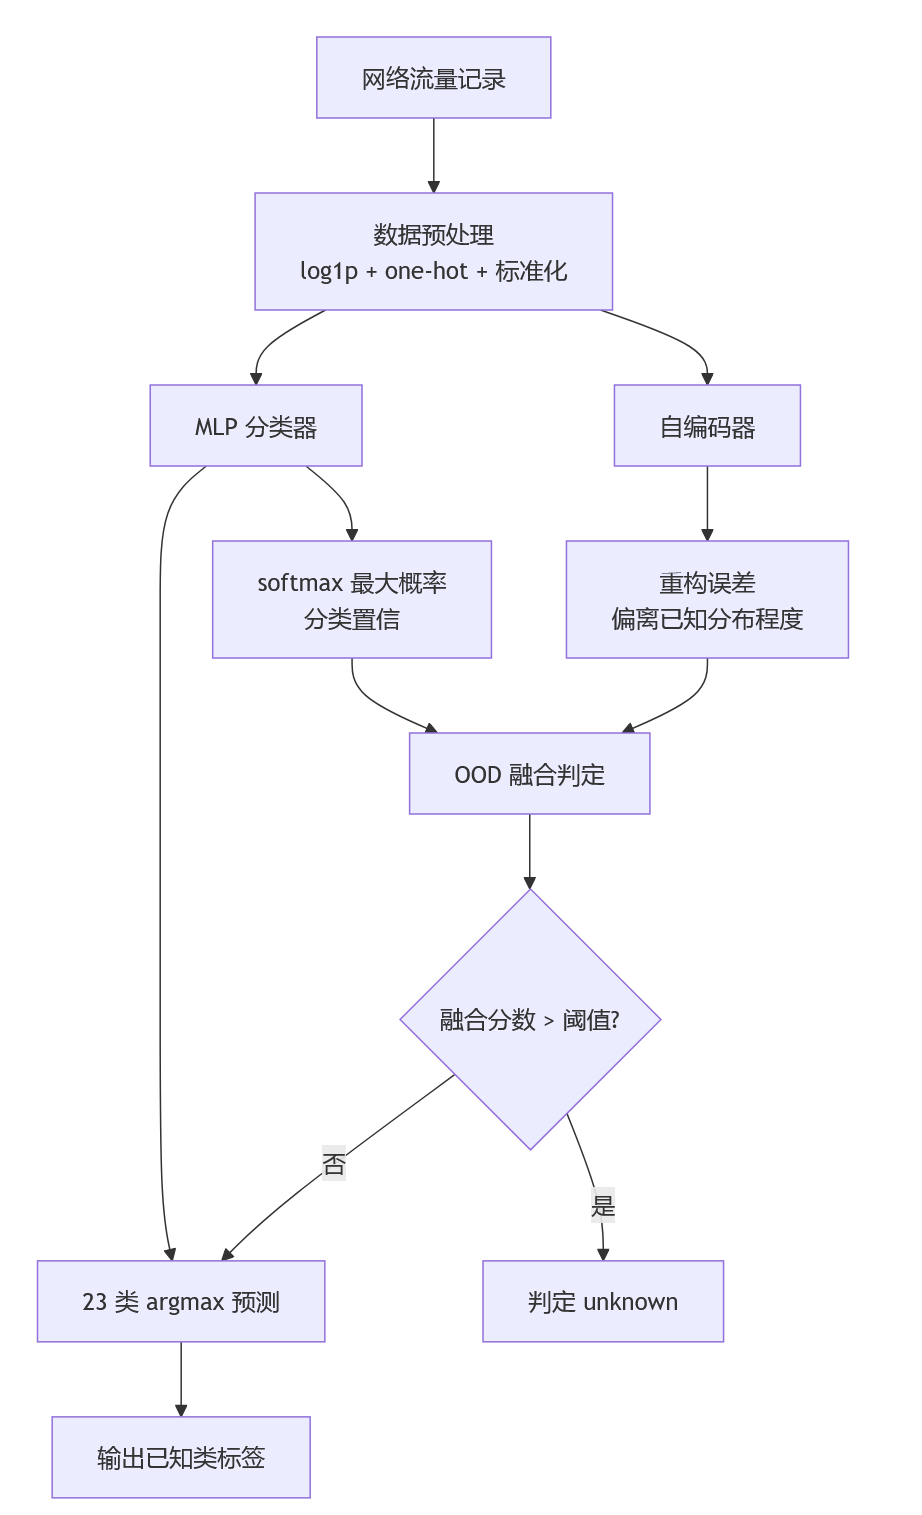 网络流量记录
数据预处理
log1p + one-hot + 标准化
MLP 分类器
自编码器
softmax 最大概率
分类置信
重构误差
偏离已知分布程度
OOD 融合判定
融合分数 > 阈值?
否
是
23 类 argmax 预测
判定 unknown
输出已知类标签